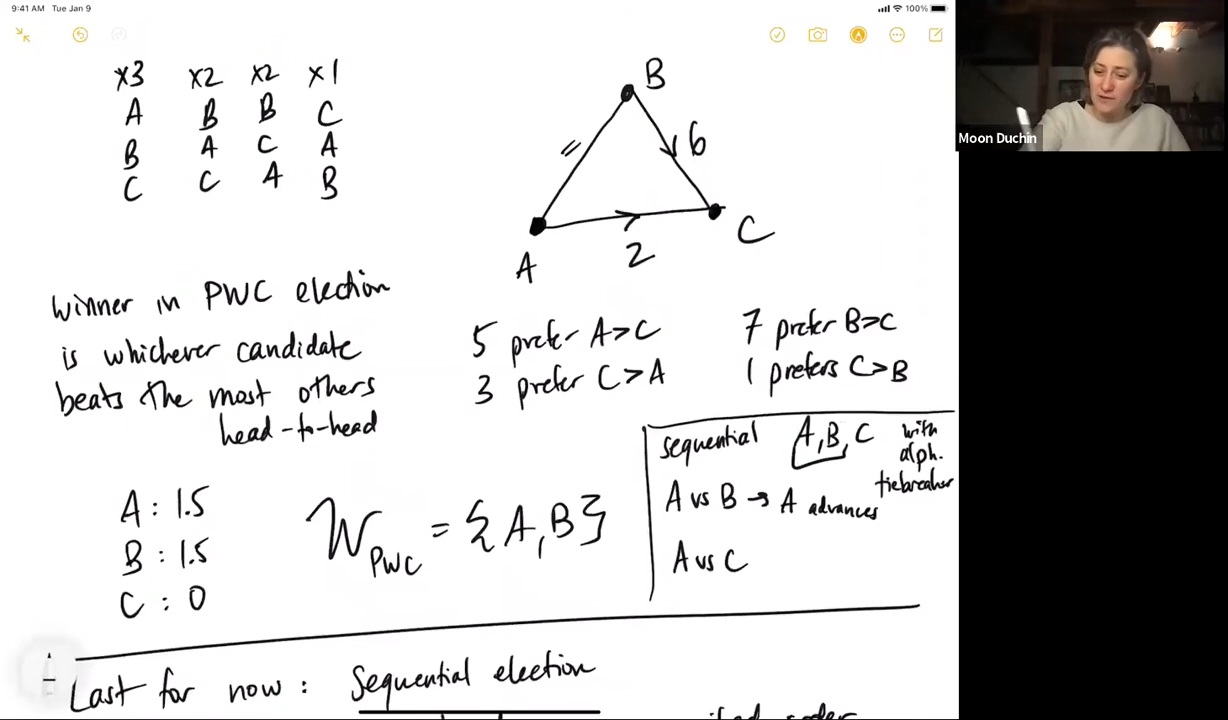 9:41 AM Tue Jan 9
100%
x3 x2 x2 x1
A B B C
B A C A
C C A B
B
=
6
A
2
C
winner in PWC election
is whichever candidate
beats the most others
head-to-head
5 prefer A>C
3 prefer C>A
7 prefer B>C
1 prefers C>B
A: 1.5
B: 1.5
C: 0
W PWC = {A,B}
sequential A,B,C with
alph.
tiebreaker
A vs B → A advances
A vs C
Last for now: Sequential election
Moon Duchin